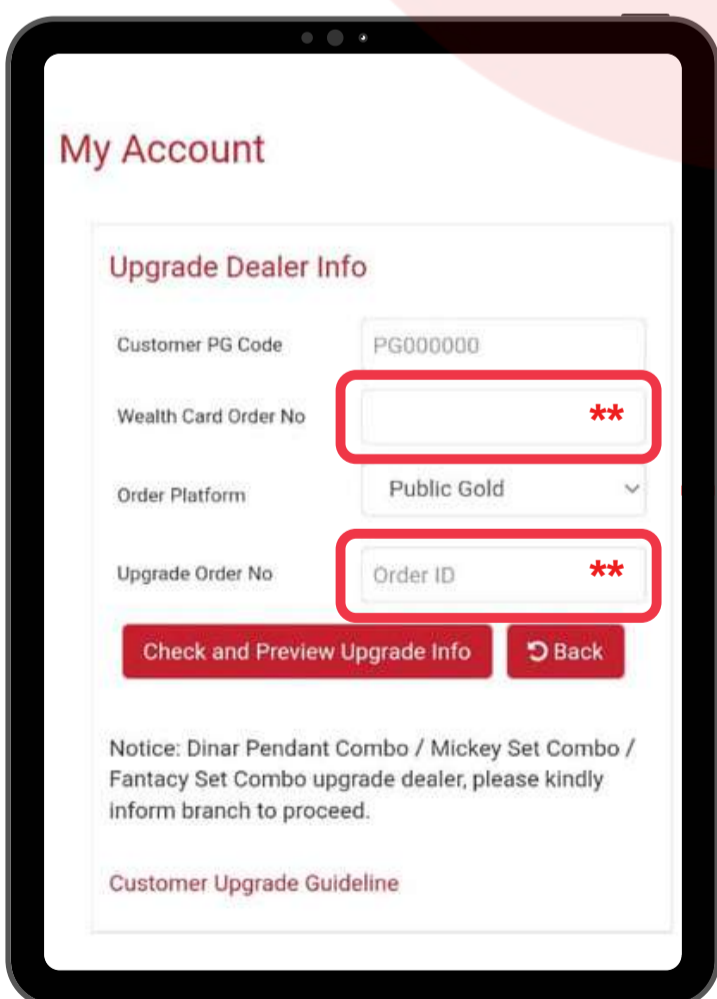 My Account
Upgrade Dealer Info
Customer PG Code PG000000
Wealth Card Order No **
Order Platform Public Gold
Upgrade Order No Order ID **
Check and Preview Upgrade Info Back
Notice: Dinar Pendant Combo / Mickey Set Combo /
Fantacy Set Combo upgrade dealer, please kindly
inform branch to proceed.
Customer Upgrade Guideline